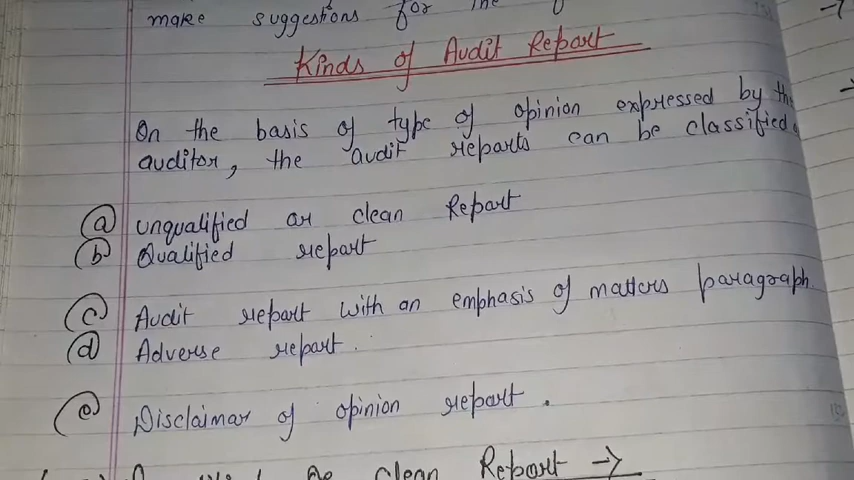 make suggestions for the
Kinds of Audit Report
On the basis of type of opinion expressed by the
auditor, the audit reports can be classified
(a) unqualified or clean Report
(b) Qualified report
(c) Audit report with an emphasis of matters paragraph
(d) Adverse report.
(e) Disclaimar of opinion report.
clean Report →